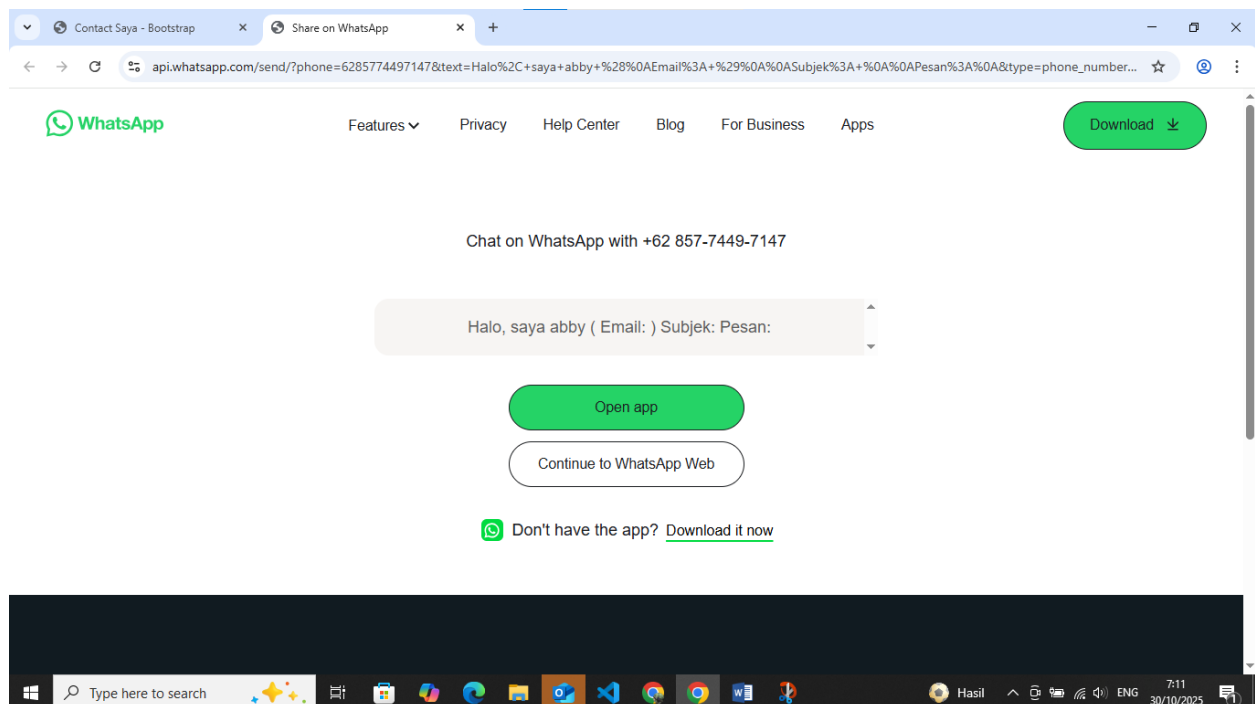 Contact Saya - Bootstrap
Share on WhatsApp
api.whatsapp.com/send/?phone=6285774497147&text=Halo%2C+saya+abby+%28%0AEmail%3A+%29%0A%0ASubjek%3A+%0A%0APesan%3A%0A&type=phone_number...
WhatsApp
Features
Privacy
Help Center
Blog
For Business
Apps
Download
Chat on WhatsApp with +62 857-7449-7147
Halo, saya abby ( Email: ) Subjek: Pesan:
Open app
Continue to WhatsApp Web
Don't have the app? Download it now
Type here to search
Hasil
ENG
7:11
30/10/2025